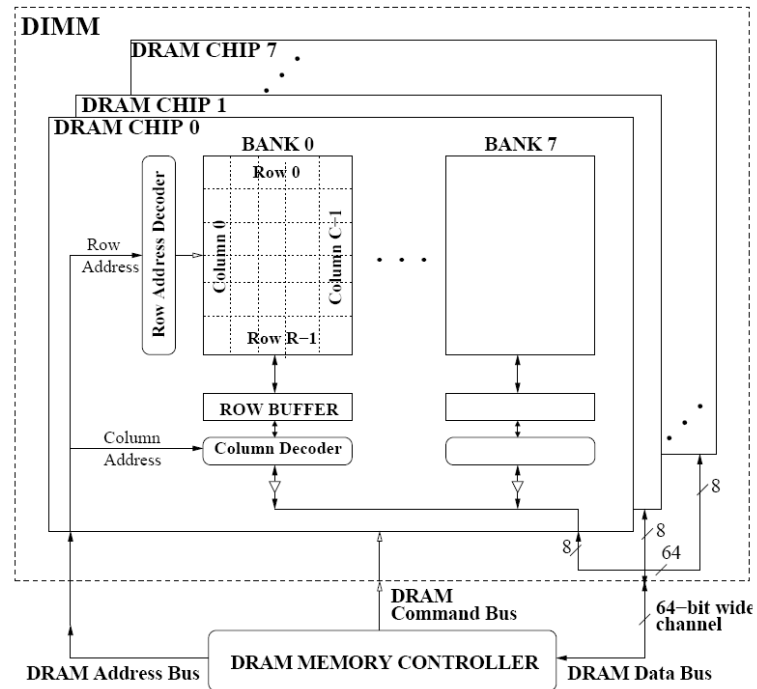 DIMM
DRAM CHIP 7
DRAM CHIP 1
DRAM CHIP 0
BANK 0
BANK 7
Row 0
Row Address Decoder
Column 0
Column C−1
Row
Address
Row R−1
ROW BUFFER
Column
Address
Column Decoder
8
8
8
64
DRAM
Command Bus
64−bit wide
channel
DRAM MEMORY CONTROLLER
DRAM Address Bus
DRAM Data Bus